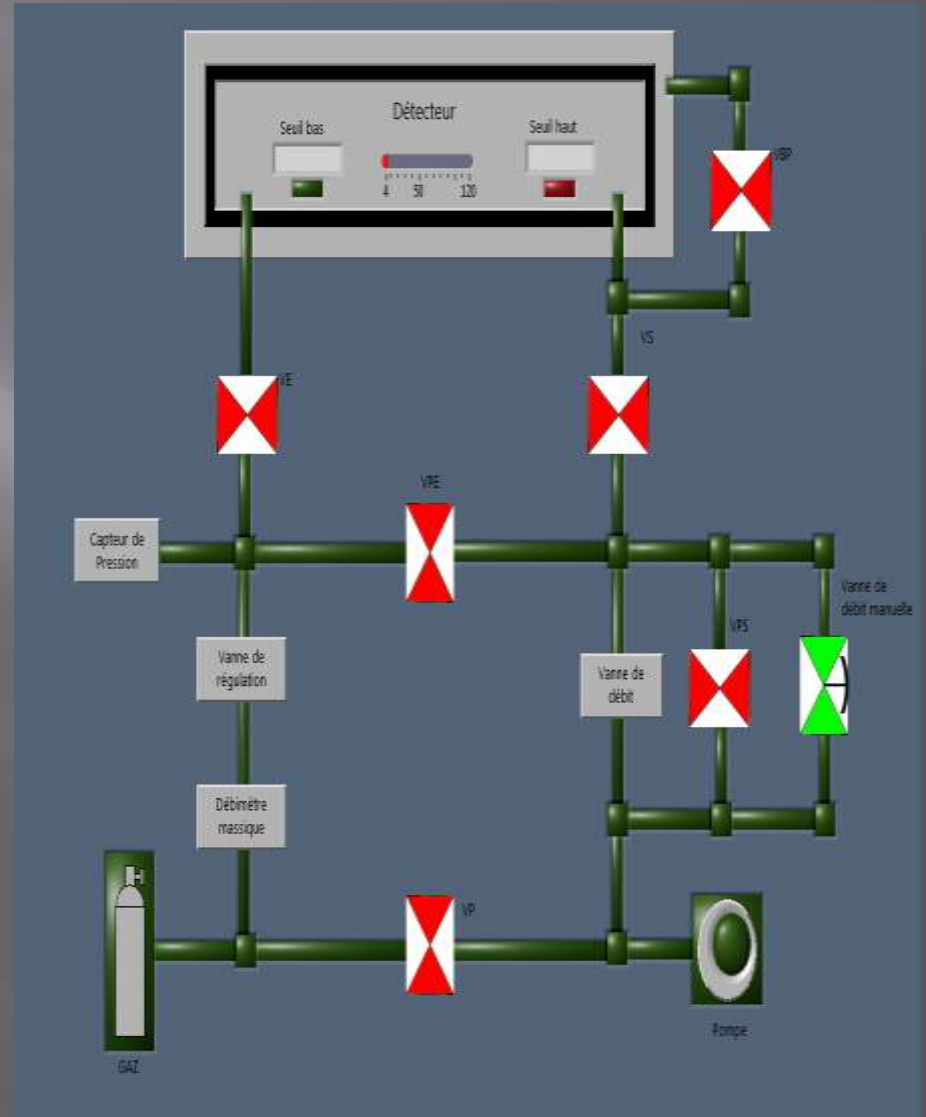 Détecteur
Seuil bas
Seuil haut
4 50 120
VBP
VS
VE
VPE
Capteur de
Pression
Vanne de
débit manuelle
VPS
Vanne de
régulation
Vanne de
débit
Débimétre
massique
VP
GAZ
Pompe